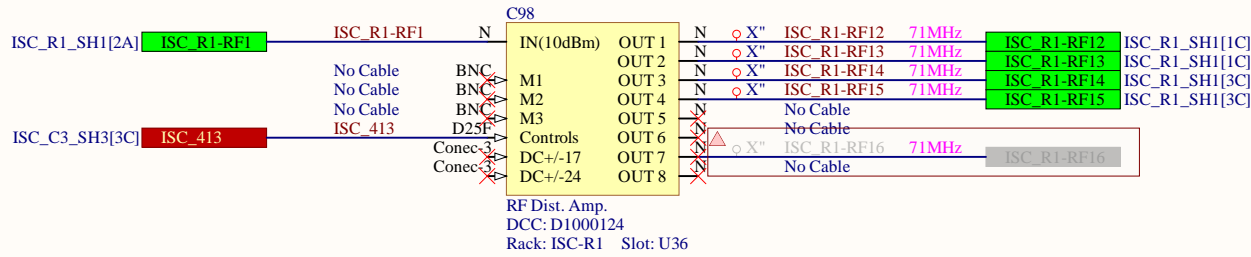 C98
ISC_R1_SH1[2A] ISC_R1-RF1 ISC_R1-RF1 N IN(10dBm) OUT 1 N X" ISC_R1-RF12 71MHz ISC_R1-RF12 ISC_R1_SH1[1C]
OUT 2 N X" ISC_R1-RF13 71MHz ISC_R1-RF13 ISC_R1_SH1[1C]
No Cable BNC M1 OUT 3 N X" ISC_R1-RF14 71MHz ISC_R1-RF14 ISC_R1_SH1[3C]
No Cable BNC M2 OUT 4 N X" ISC_R1-RF15 71MHz ISC_R1-RF15 ISC_R1_SH1[3C]
No Cable BNC M3 OUT 5 N No Cable
ISC_C3_SH3[3C] ISC_413 ISC_413 D25F Controls OUT 6 N No Cable
Conec-3 DC+/-17 OUT 7 N X" ISC_R1-RF16 71MHz ISC_R1-RF16
Conec-3 DC+/-24 OUT 8 N No Cable
RF Dist. Amp.
DCC: D1000124
Rack: ISC-R1 Slot: U36